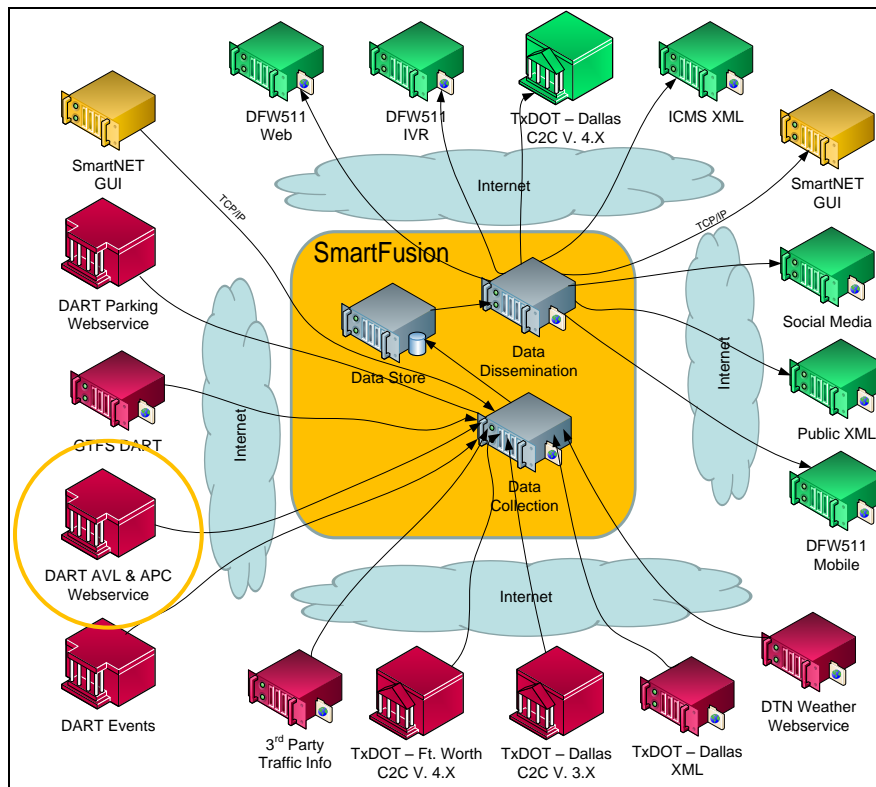 DFW511
Web
DFW511
IVR
TxDOT – Dallas
C2C V. 4.X
ICMS XML
SmartNET
GUI
SmartNET
GUI
Internet
TCP/IP
TCP/IP
SmartFusion
DART Parking
Webservice
Social Media
Data Store
Data
Dissemination
Internet
Internet
Public XML
GTFS DART
Data
Collection
DFW511
Mobile
DART AVL & APC
Webservice
Internet
DART Events
3rd Party
Traffic Info
TxDOT – Ft. Worth
C2C V. 4.X
TxDOT – Dallas
C2C V. 3.X
TxDOT – Dallas
XML
DTN Weather
Webservice